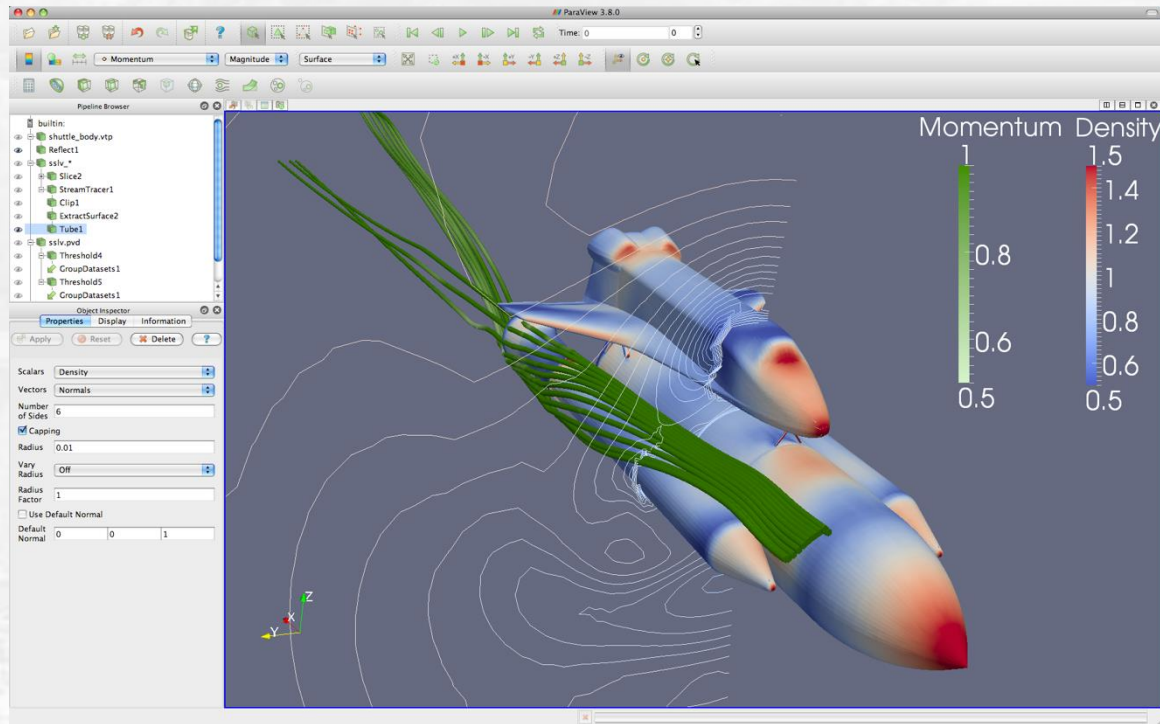 ParaView 3.8.0
Time: 0 0
Momentum Magnitude Surface
Pipeline Browser
builtin:
shuttle_body.vtp
Reflect1
sslv_*
Slice2
StreamTracer1
Clip1
ExtractSurface2
Tube1
sslv.pvd
Threshold4
GroupDatasets1
Threshold5
GroupDatasets1
Object Inspector
Properties Display Information
Apply Reset Delete ?
Scalars Density
Vectors Normals
Number
of Sides 6
Capping
Radius 0.01
Vary
Radius Off
Radius
Factor 1
Use Default Normal
Default
Normal 0 0 1
Momentum
1
0.8
0.6
0.5
Density
1.5
1.4
1.2
1
0.8
0.6
0.5
Z
X
Y